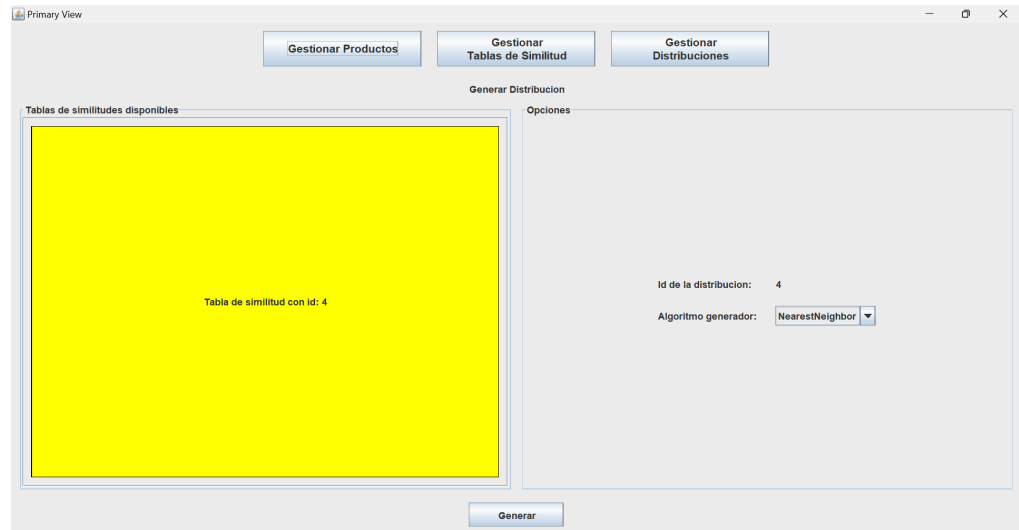 Primary View
Gestionar Productos
Gestionar
Tablas de Similitud
Gestionar
Distribuciones
Generar Distribucion
Tablas de similitudes disponibles
Tabla de similitud con id: 4
Opciones
Id de la distribucion: 4
Algoritmo generador: NearestNeighbor
Generar